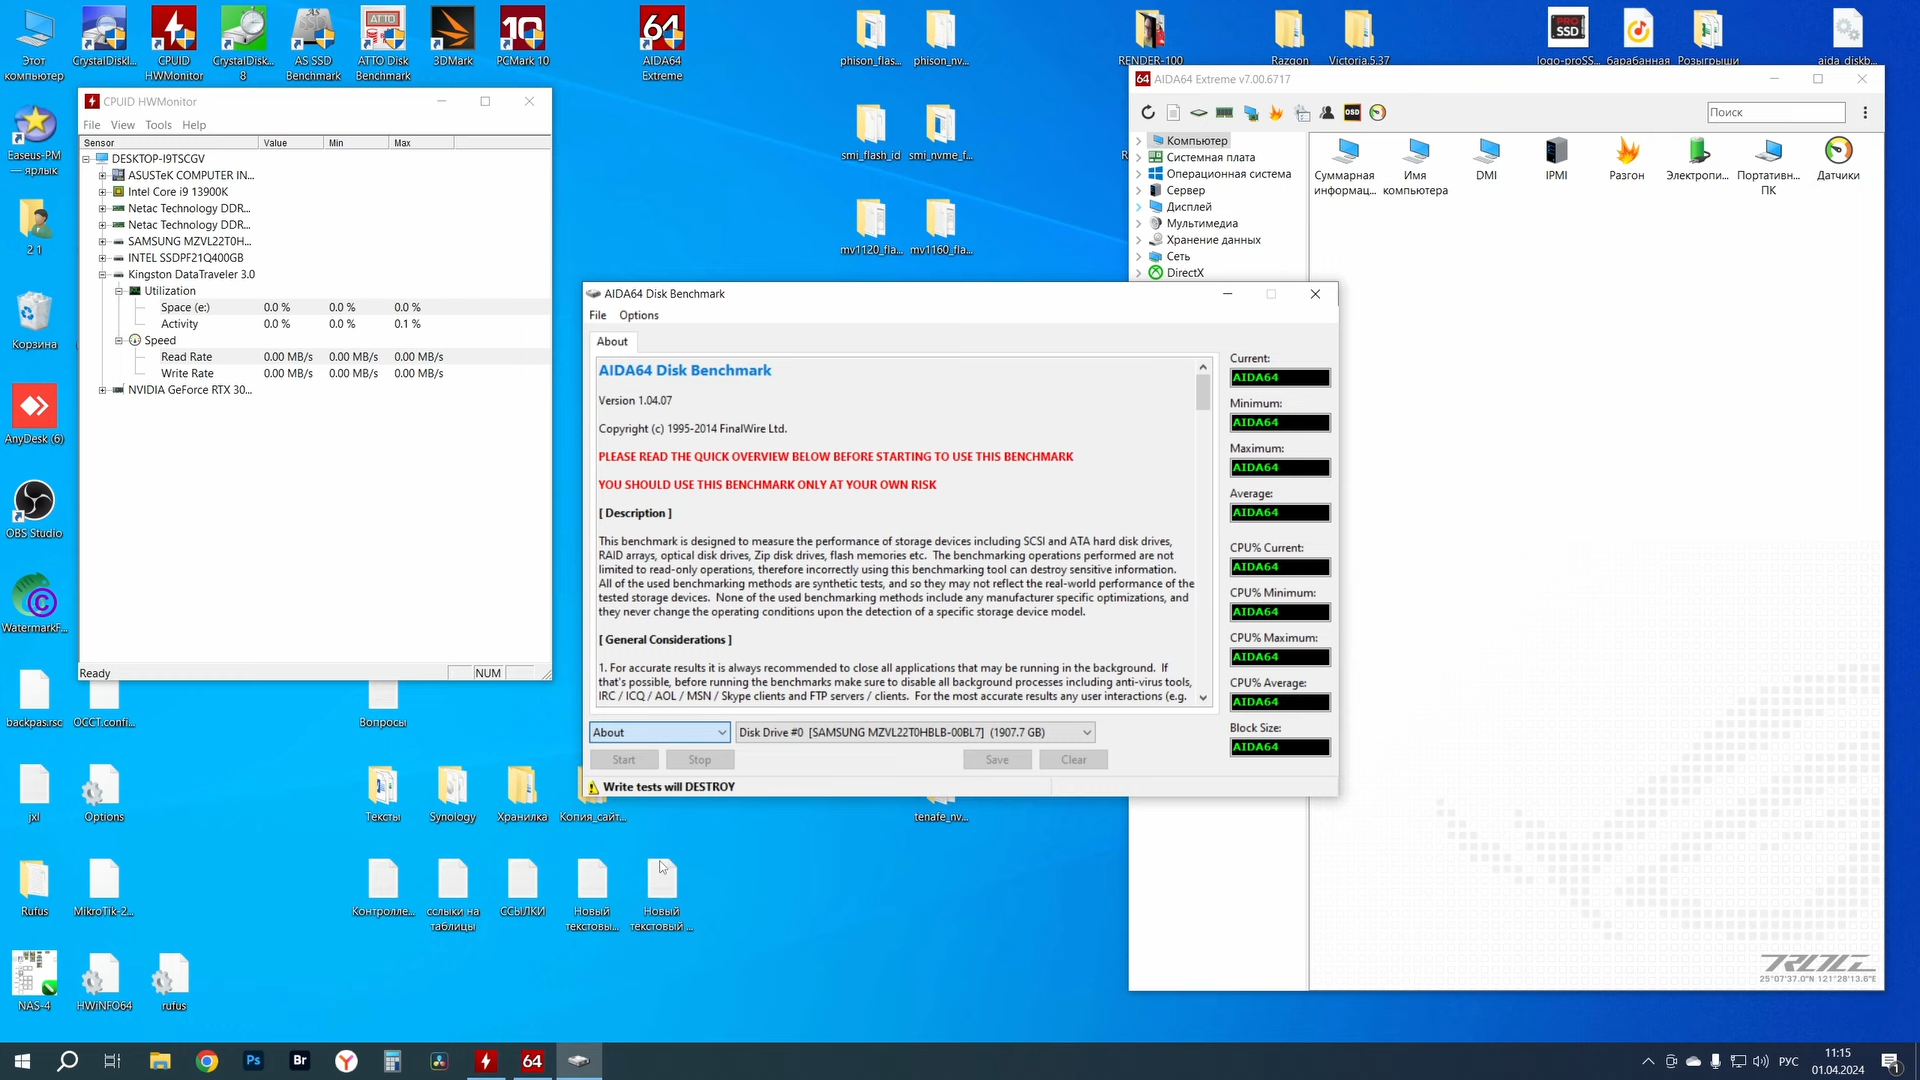 Этот
компьютер
CrystalDiskI...
CPUID
HWMonitor
CrystalDisk...
8
AS SSD
Benchmark
ATTO Disk
Benchmark
3DMark
PCMark 10
AIDA64
Extreme
phison_flas...
phison_nv...
RENDER-100
Razgon
Victoria.5.37
logo-proSS...
барабанная
Розыгрыши
aida_diskb...
Easeus-PM
— ярлык
2 1
Корзина
AnyDesk (6)
OBS Studio
WatermarkF...
backpas.rsc
OCCT.confi...
jxl
Options
Rufus
MikroTik-2...
NAS-4
HWiNFO64
rufus
smi_flash_id
smi_nvme_f...
mv1120_fla...
mv1160_fla...
Вопросы
Тексты
Synology
Хранилка
Копия_сайт...
tenafe_nv...
Контролле...
сслыки на
таблицы
ССЫЛКИ
Новый
текстовы...
Новый
текстовый ...
CPUID HWMonitor
File View Tools Help
Sensor Value Min Max
DESKTOP-I9TSCGV
ASUSTeK COMPUTER IN...
Intel Core i9 13900K
Netac Technology DDR...
Netac Technology DDR...
SAMSUNG MZVL22T0H...
INTEL SSDPF21Q400GB
Kingston DataTraveler 3.0
Utilization
Space (e:) 0.0 % 0.0 % 0.0 %
Activity 0.0 % 0.0 % 0.1 %
Speed
Read Rate 0.00 MB/s 0.00 MB/s 0.00 MB/s
Write Rate 0.00 MB/s 0.00 MB/s 0.00 MB/s
NVIDIA GeForce RTX 30...
Ready NUM
AIDA64 Disk Benchmark
File Options
About
AIDA64 Disk Benchmark
Version 1.04.07
Copyright (c) 1995-2014 FinalWire Ltd.
PLEASE READ THE QUICK OVERVIEW BELOW BEFORE STARTING TO USE THIS BENCHMARK
YOU SHOULD USE THIS BENCHMARK ONLY AT YOUR OWN RISK
[ Description ]
This benchmark is designed to measure the performance of storage devices including SCSI and ATA hard disk drives,
RAID arrays, optical disk drives, Zip disk drives, flash memories etc. The benchmarking operations performed are not
limited to read-only operations, therefore incorrectly using this benchmarking tool can destroy sensitive information.
All of the used benchmarking methods are synthetic tests, and so they may not reflect the real-world performance of the
tested storage devices. None of the used benchmarking methods include any manufacturer specific optimizations, and
they never change the operating conditions upon the detection of a specific storage device model.
[ General Considerations ]
1. For accurate results it is always recommended to close all applications that may be running in the background. If
that's possible, before running the benchmarks make sure to disable all background processes including anti-virus tools,
IRC / ICQ / AOL / MSN / Skype clients and FTP servers / clients. For the most accurate results any user interactions (e.g.
About Disk Drive #0 [SAMSUNG MZVL22T0HBLB-00BL7] (1907.7 GB)
Start Stop Save Clear
Write tests will DESTROY
Current:
AIDA64
Minimum:
AIDA64
Maximum:
AIDA64
Average:
AIDA64
CPU% Current:
AIDA64
CPU% Minimum:
AIDA64
CPU% Maximum:
AIDA64
CPU% Average:
AIDA64
Block Size:
AIDA64
AIDA64 Extreme v7.00.6717
OSD
Поиск
Компьютер
Системная плата
Операционная система
Сервер
Дисплей
Мультимедиа
Хранение данных
Сеть
DirectX
Суммарная
информац...
Имя
компьютера
DMI
IPMI
Разгон
Электропи...
Портативн...
ПК
Датчики
25°07'37.0"N 121°28'13.6"E
РУС
11:15
01.04.2024